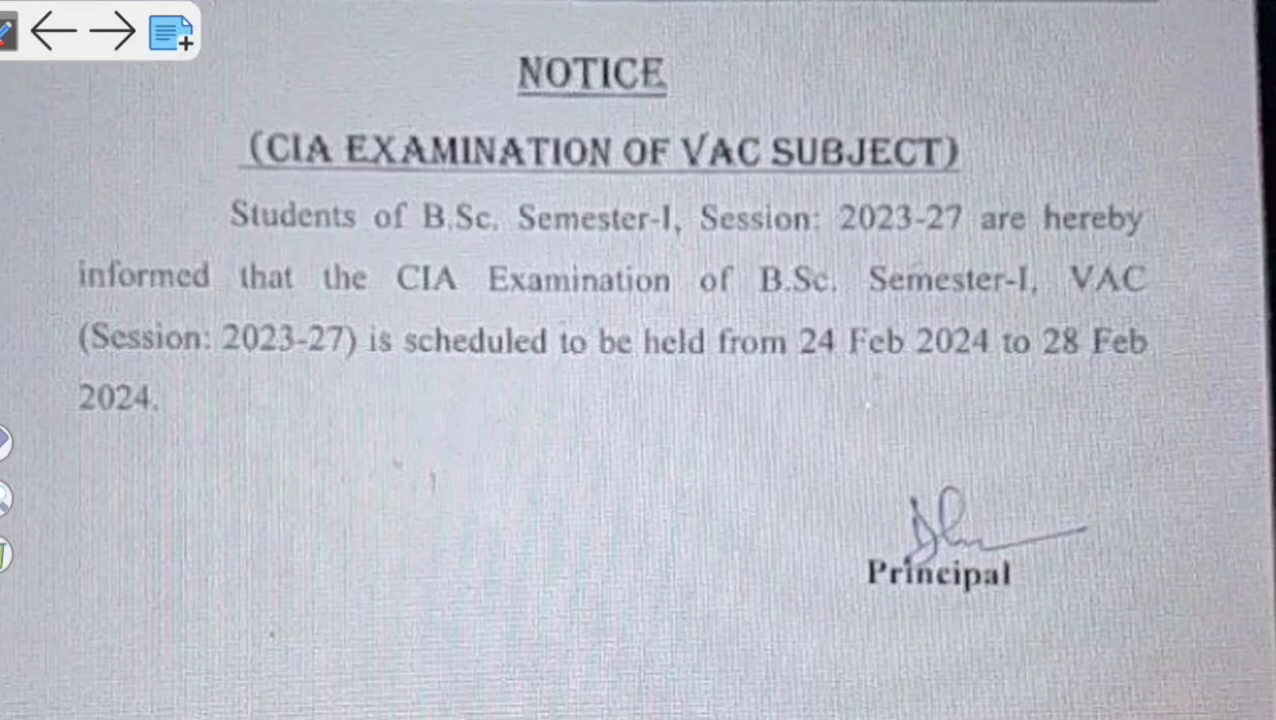 NOTICE
(CIA EXAMINATION OF VAC SUBJECT)
Students of B.Sc. Semester-I, Session: 2023-27 are hereby
informed that the CIA Examination of B.Sc. Semester-I, VAC
(Session: 2023-27) is scheduled to be held from 24 Feb 2024 to 28 Feb
2024.
Principal